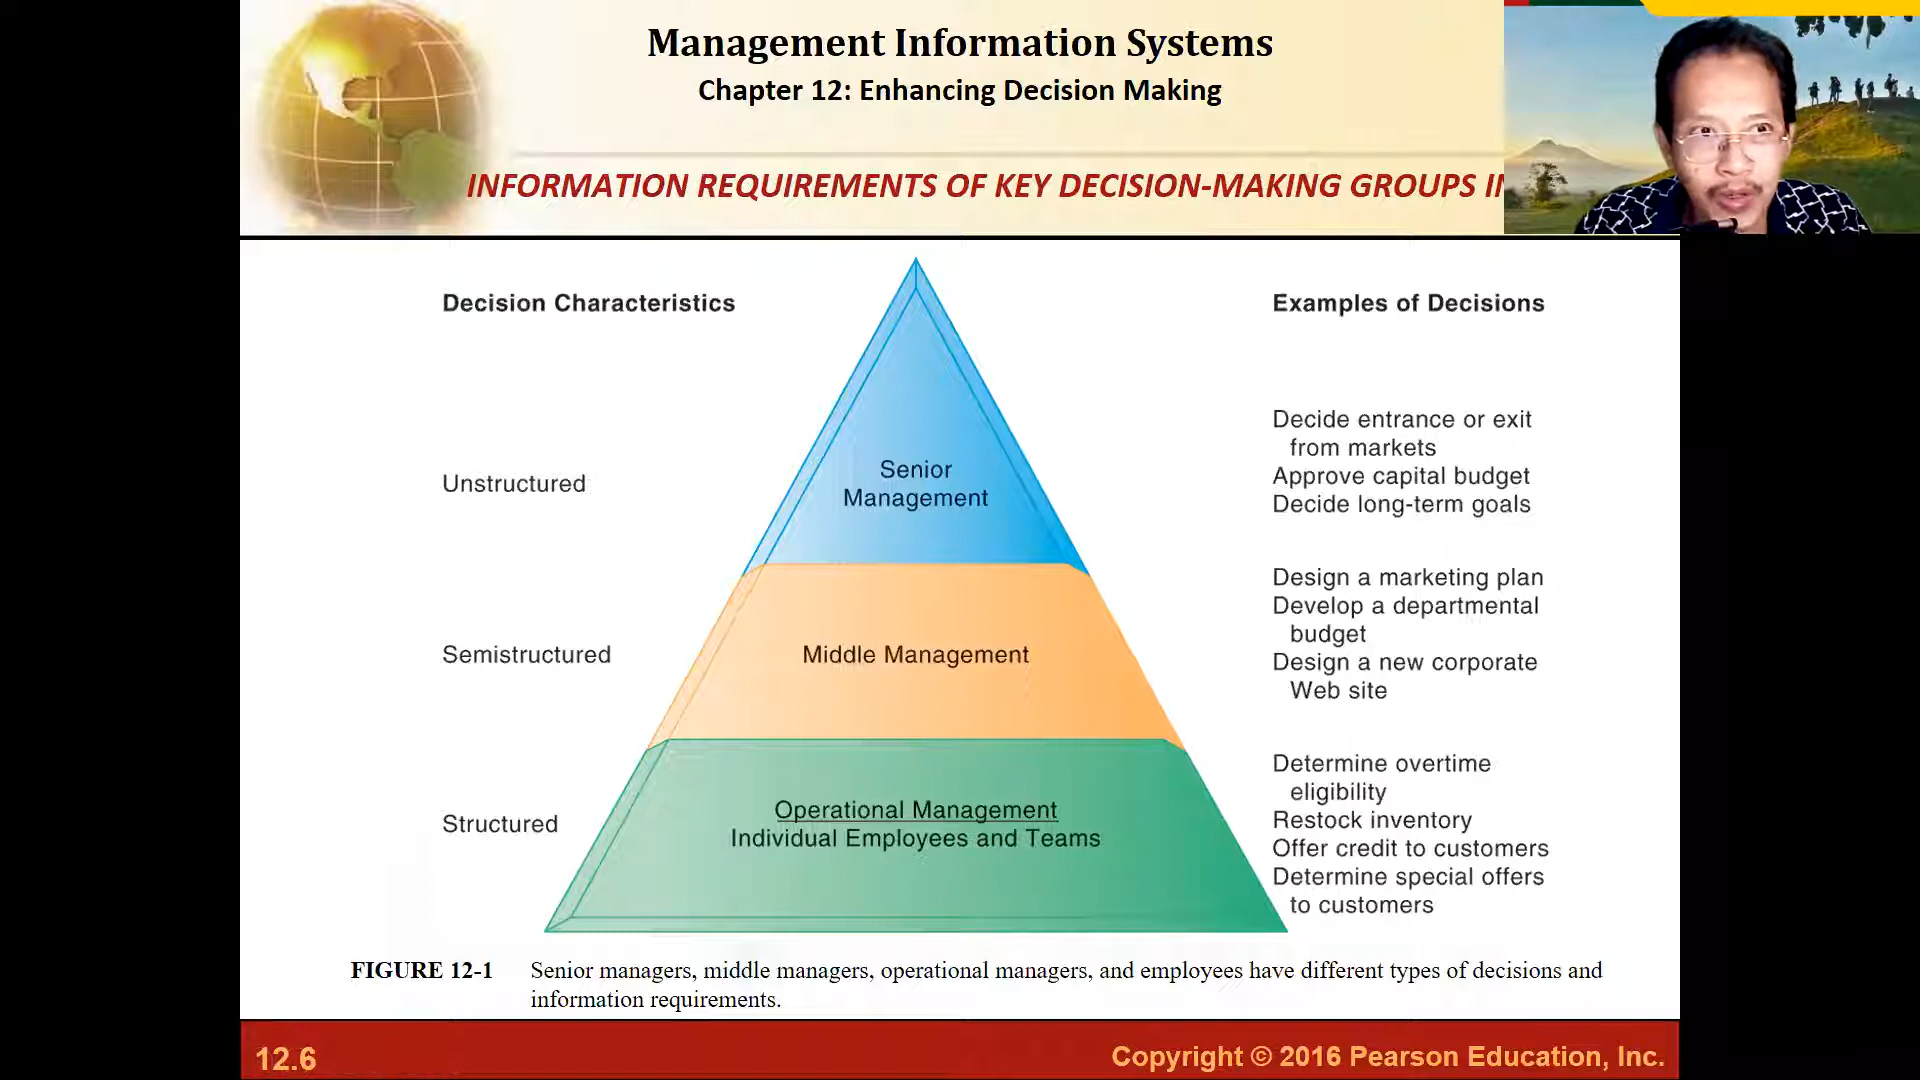 Management Information Systems
Chapter 12: Enhancing Decision Making
INFORMATION REQUIREMENTS OF KEY DECISION-MAKING GROUPS
Decision Characteristics
Examples of Decisions
Unstructured
Senior
Management
Decide entrance or exit
from markets
Approve capital budget
Decide long-term goals
Semistructured
Middle Management
Design a marketing plan
Develop a departmental
budget
Design a new corporate
Web site
Structured
Operational Management
Individual Employees and Teams
Determine overtime
eligibility
Restock inventory
Offer credit to customers
Determine special offers
to customers
FIGURE 12-1 Senior managers, middle managers, operational managers, and employees have different types of decisions and
information requirements.
12.6
Copyright © 2016 Pearson Education, Inc.